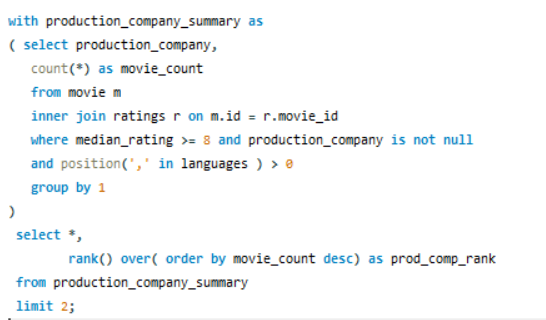 with production_company_summary as
( select production_company,
count(*) as movie_count
from movie m
inner join ratings r on m.id = r.movie_id
where median_rating >= 8 and production_company is not null
and position(',' in languages ) > 0
group by 1
)
select *,
rank() over( order by movie_count desc) as prod_comp_rank
from production_company_summary
limit 2;